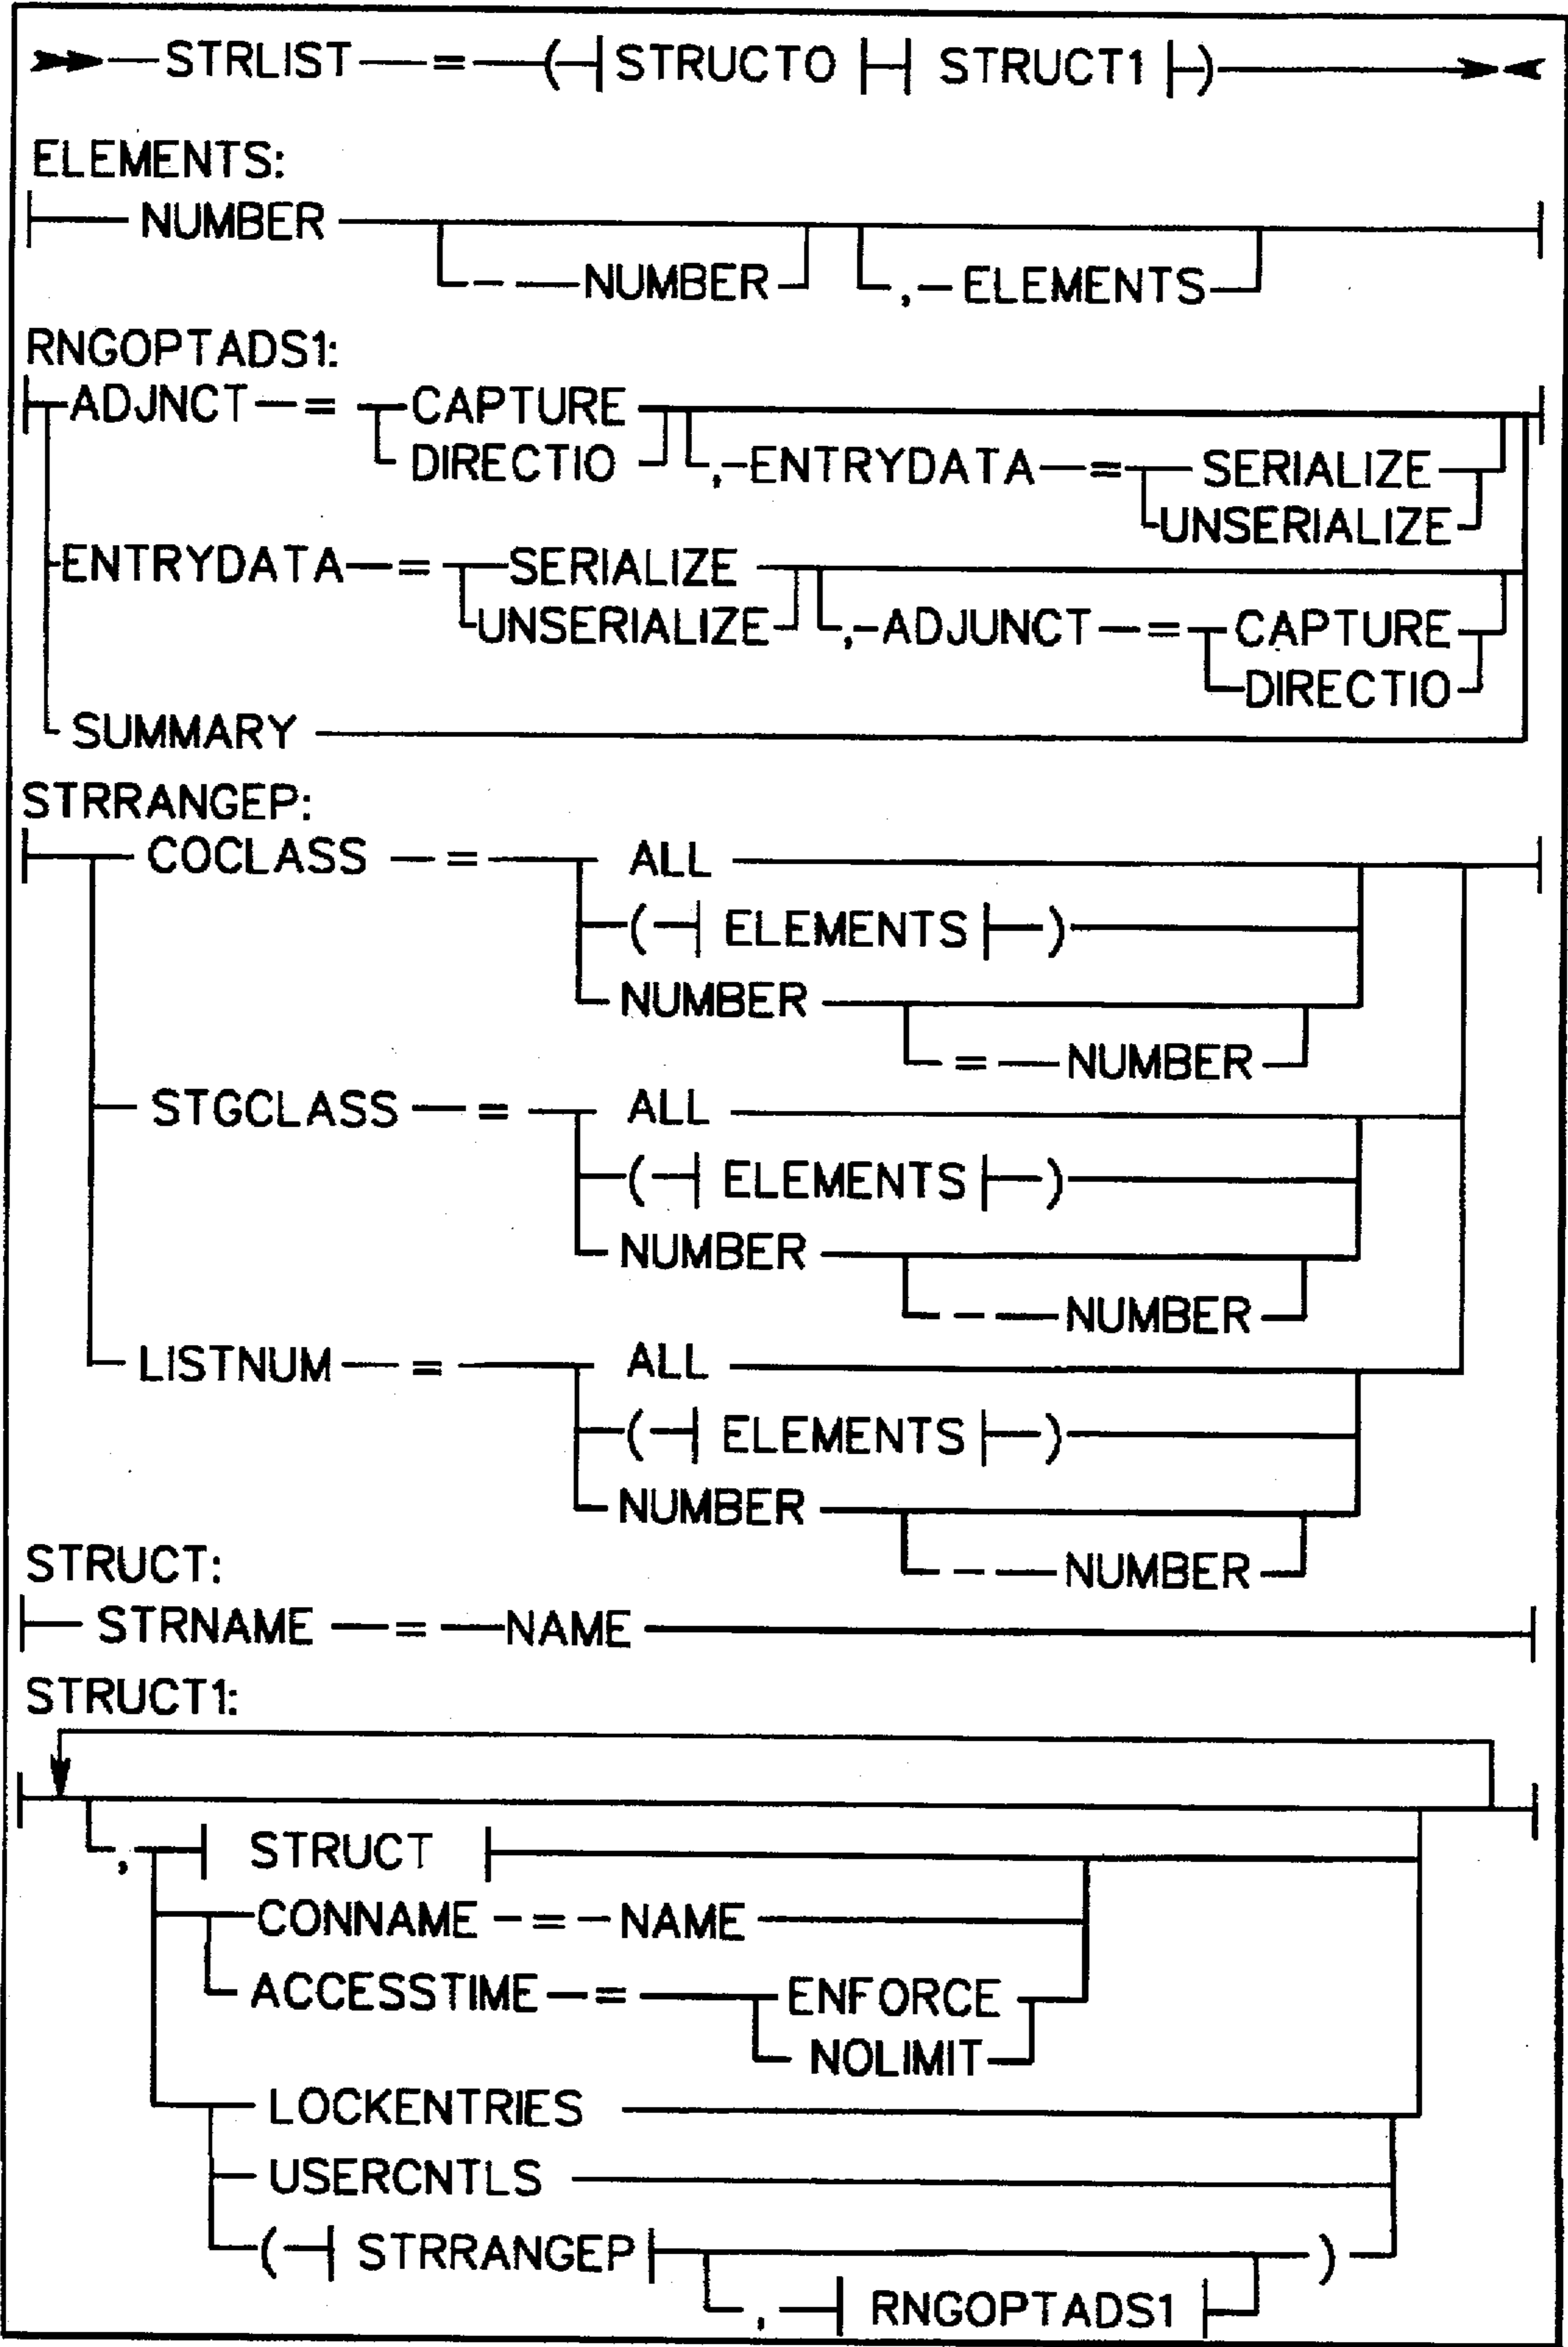 STRLIST = ( STRUCTO STRUCT1 )
ELEMENTS:
NUMBER
- NUMBER , ELEMENTS
RNGOPTADS1:
ADJNCT = CAPTURE
DIRECTIO , ENTRYDATA = SERIALIZE
UNSERIALIZE
ENTRYDATA = SERIALIZE
UNSERIALIZE , ADJUNCT = CAPTURE
DIRECTIO
SUMMARY
STRRANGEP:
COCLASS = ALL
( ELEMENTS )
NUMBER
= NUMBER
STGCLASS = ALL
( ELEMENTS )
NUMBER
- NUMBER
LISTNUM = ALL
( ELEMENTS )
NUMBER
- NUMBER
STRUCT:
STRNAME = NAME
STRUCT1:
, STRUCT
CONNAME = NAME
ACCESSTIME = ENFORCE
NOLIMIT
LOCKENTRIES
USERCNTLS
( STRRANGEP )
, RNGOPTADS1